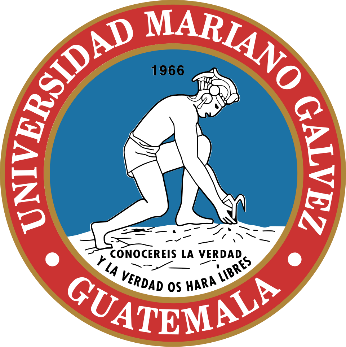 UNIVERSIDAD MARIANO GALVEZ
1966
CONOCEREIS LA VERDAD
Y LA VERDAD OS HARA LIBRES
GUATEMALA